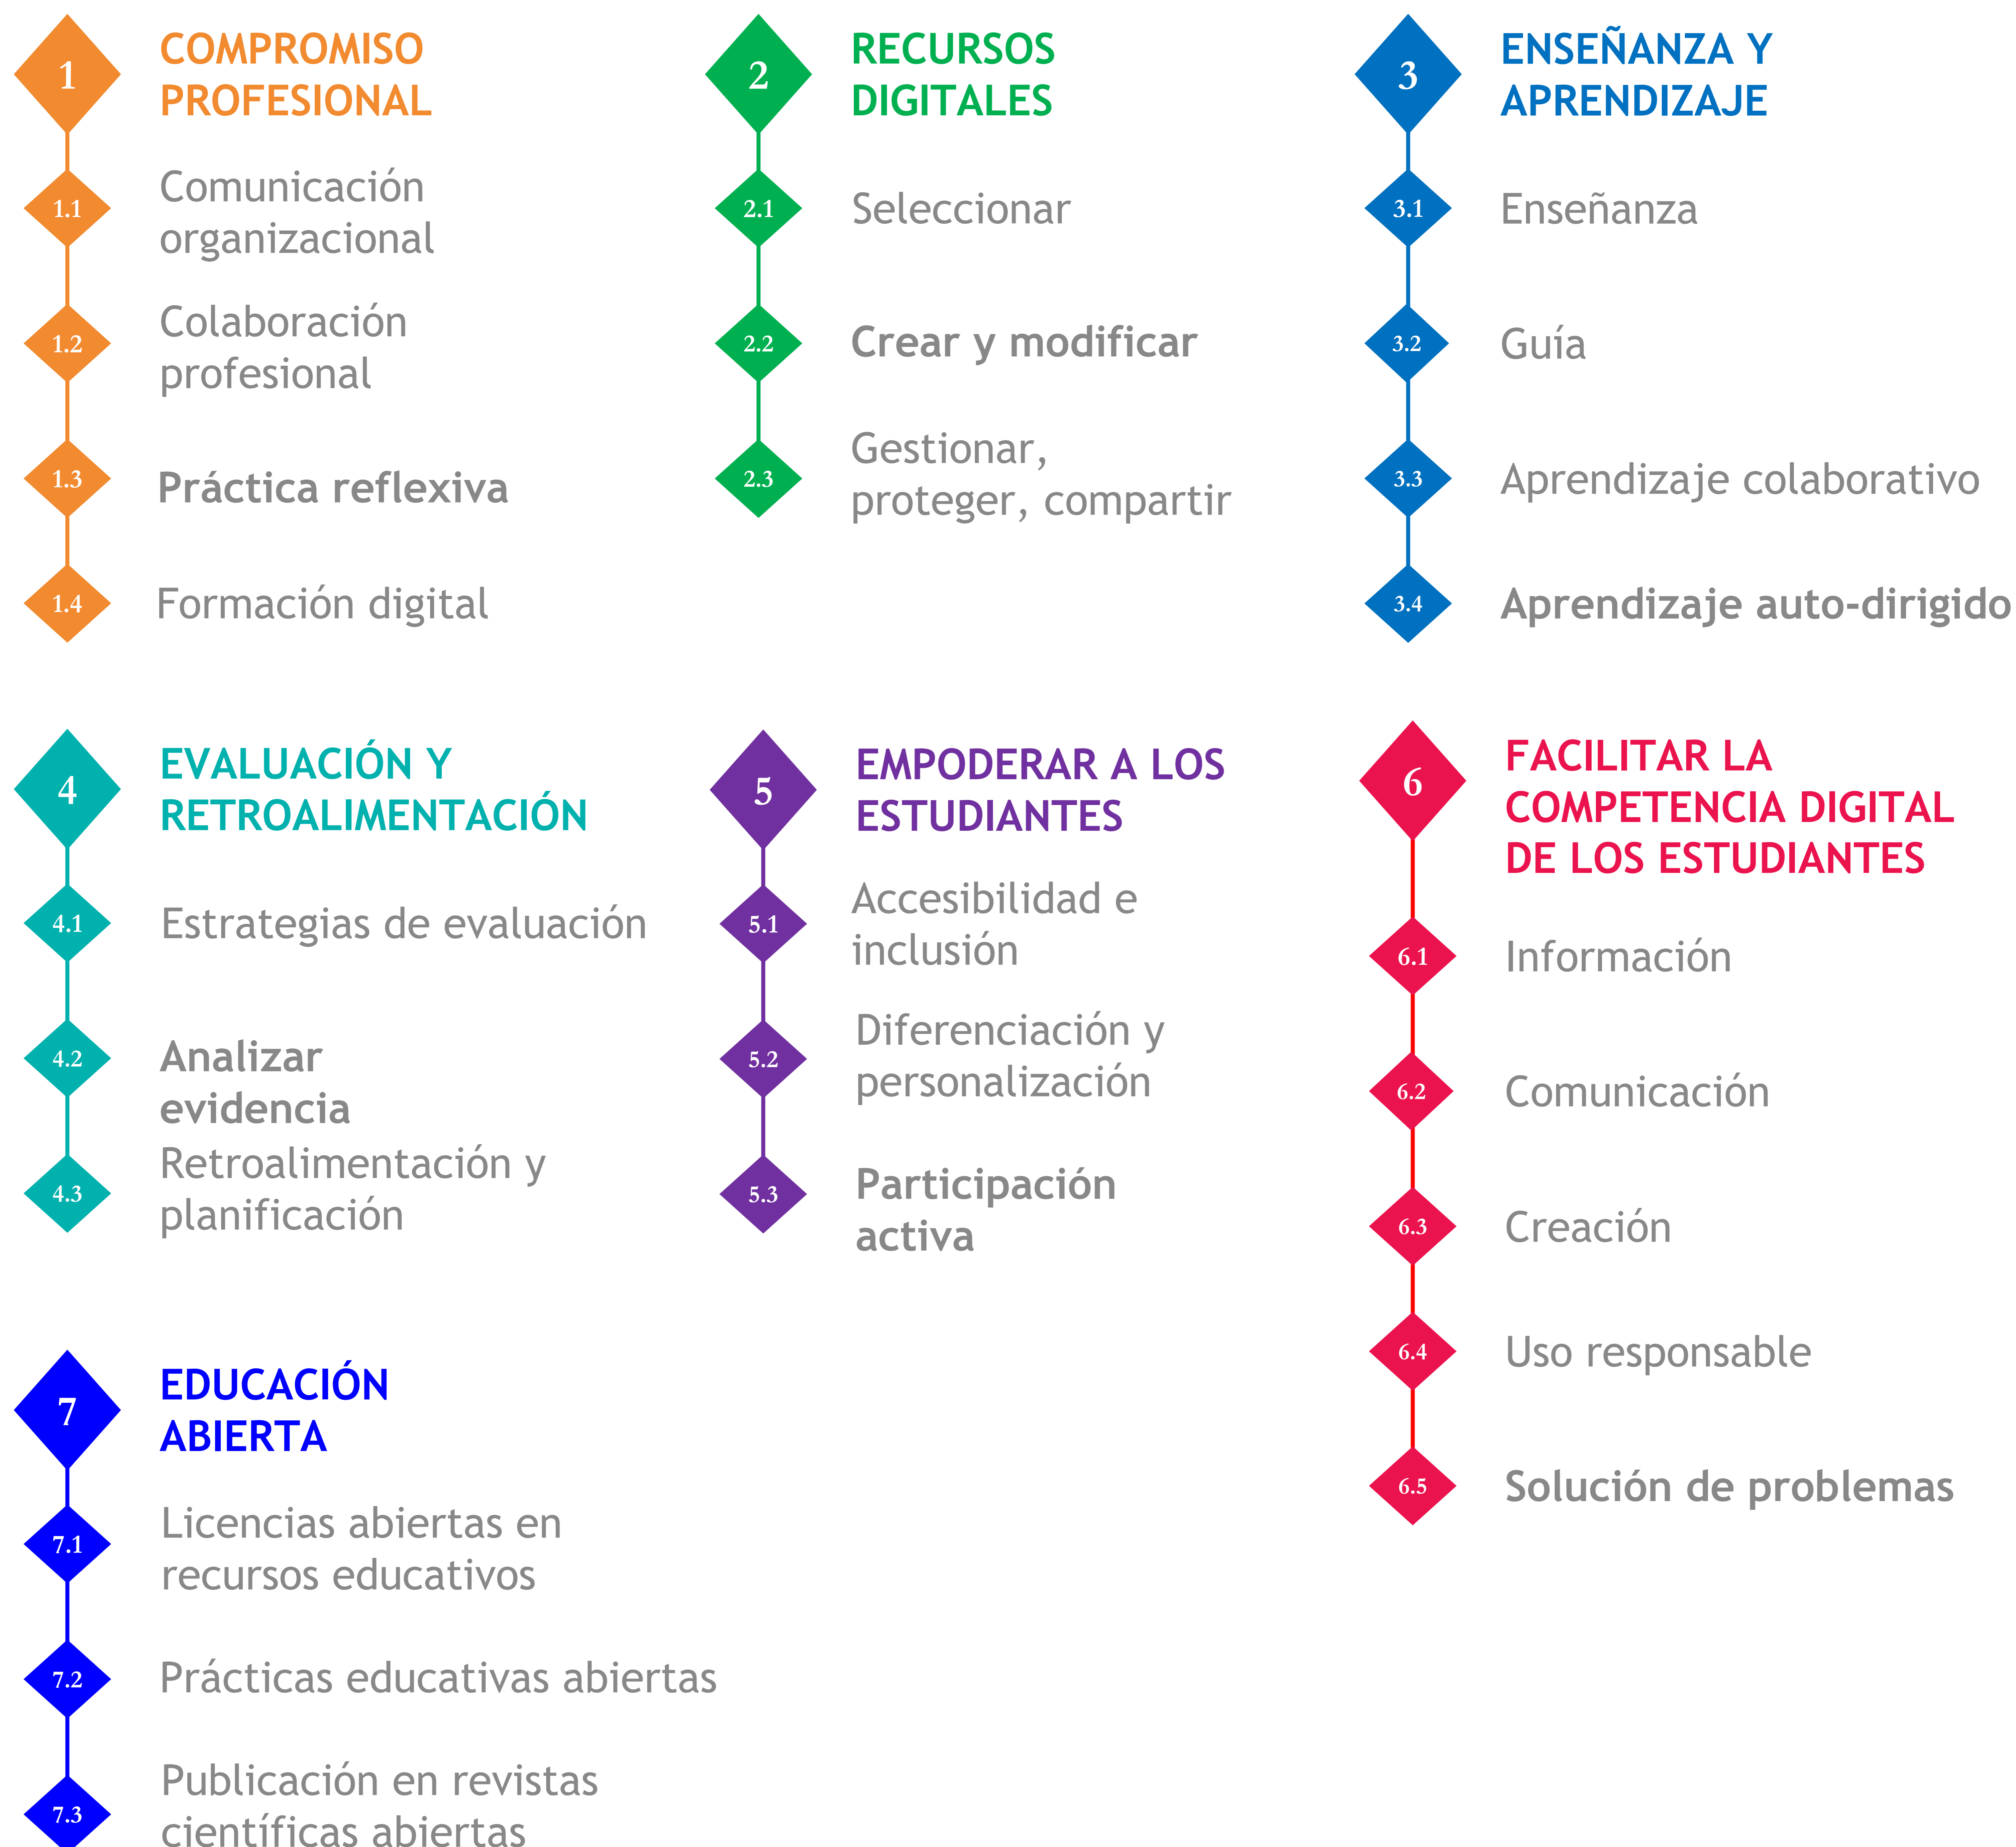 1
COMPROMISO
PROFESIONAL
1.1
Comunicación
organizacional
1.2
Colaboración
profesional
1.3
Práctica reflexiva
1.4
Formación digital
2
RECURSOS
DIGITALES
2.1
Seleccionar
2.2
Crear y modificar
2.3
Gestionar,
proteger, compartir
3
ENSEÑANZA Y
APRENDIZAJE
3.1
Enseñanza
3.2
Guía
3.3
Aprendizaje colaborativo
3.4
Aprendizaje auto-dirigido
4
EVALUACIÓN Y
RETROALIMENTACIÓN
4.1
Estrategias de evaluación
4.2
Analizar
evidencia
4.3
Retroalimentación y
planificación
5
EMPODERAR A LOS
ESTUDIANTES
5.1
Accesibilidad e
inclusión
5.2
Diferenciación y
personalización
5.3
Participación
activa
6
FACILITAR LA
COMPETENCIA DIGITAL
DE LOS ESTUDIANTES
6.1
Información
6.2
Comunicación
6.3
Creación
6.4
Uso responsable
6.5
Solución de problemas
7
EDUCACIÓN
ABIERTA
7.1
Licencias abiertas en
recursos educativos
7.2
Prácticas educativas abiertas
7.3
Publicación en revistas
científicas abiertas